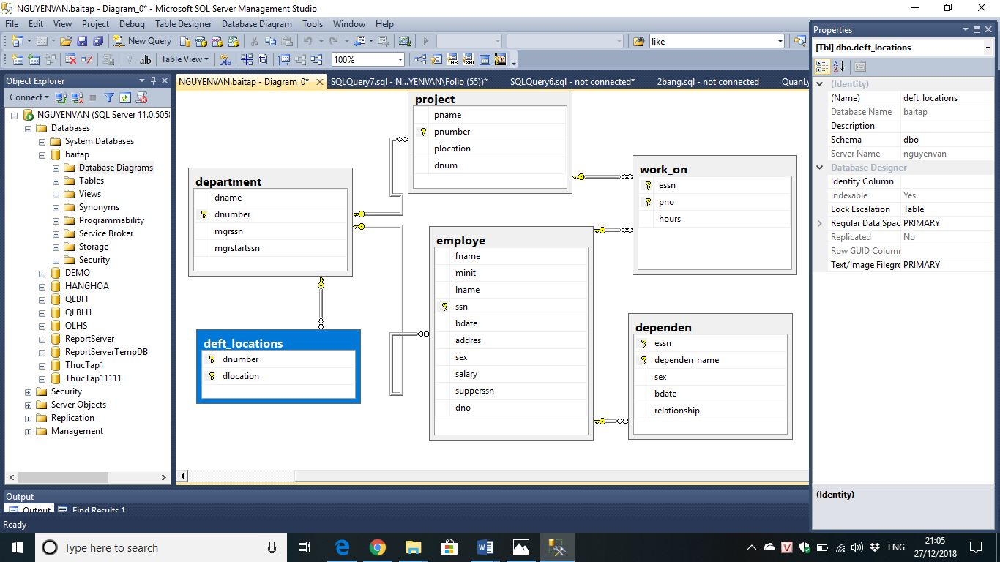 NGUYENVAN.baitap - Diagram_0* - Microsoft SQL Server Management Studio
File Edit View Project Debug Table Designer Database Diagram Tools Window Help
New Query MDX DMX like
ab Table View 100%
Object Explorer
Connect
NGUYENVAN (SQL Server 11.0.505
Databases
System Databases
baitap
Database Diagrams
Tables
Views
Synonyms
Programmability
Service Broker
Storage
Security
DEMO
HANGHOA
QLBH
QLBH1
QLHS
ReportServer
ReportServerTempDB
ThucTap1
ThucTap11111
Security
Server Objects
Replication
Management
NGUYENVAN.baitap - Diagram_0* SQLQuery7.sql - N...YENVAN\Folio (55))* SQLQuery6.sql - not connected* 2bang.sql - not connected QuanLy
project
pname
pnumber
plocation
dnum
department
dname
dnumber
mgrssn
mgrstartssn
work_on
essn
pno
hours
employe
fname
minit
lname
ssn
bdate
addres
sex
salary
supperssn
dno
deft_locations
dnumber
dlocation
dependen
essn
dependen_name
sex
bdate
relationship
Properties
[Tbl] dbo.deft_locations
(Identity)
(Name) deft_locations
Database Name baitap
Description
Schema dbo
Server Name nguyenvan
Database Designer
Identity Column
Indexable Yes
Lock Escalation Table
Regular Data Spac PRIMARY
Replicated No
Row GUID Colum
Text/Image Filegr PRIMARY
(Identity)
Output
Output Find Results 1
Ready
Type here to search
W V ENG
21:05
27/12/2018